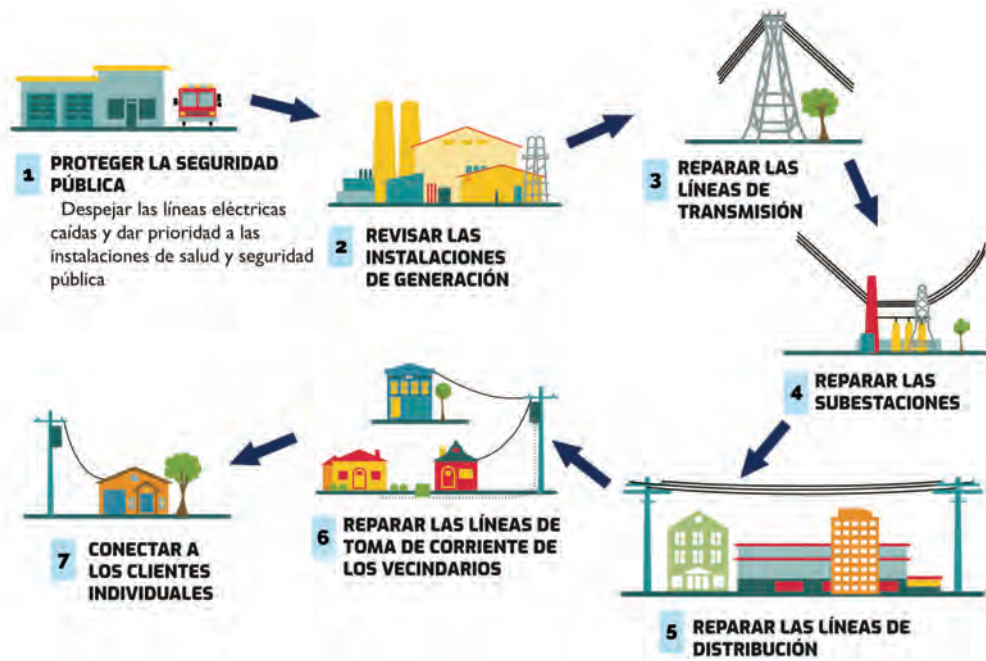 1 PROTEGER LA SEGURIDAD
PÚBLICA
Despejar las líneas eléctricas
caídas y dar prioridad a las
instalaciones de salud y seguridad
pública
2 REVISAR LAS
INSTALACIONES
DE GENERACIÓN
3 REPARAR LAS
LÍNEAS DE
TRANSMISIÓN
4 REPARAR LAS
SUBESTACIONES
5 REPARAR LAS LÍNEAS DE
DISTRIBUCIÓN
6 REPARAR LAS LÍNEAS DE
TOMA DE CORRIENTE DE
LOS VECINDARIOS
7 CONECTAR A
LOS CLIENTES
INDIVIDUALES